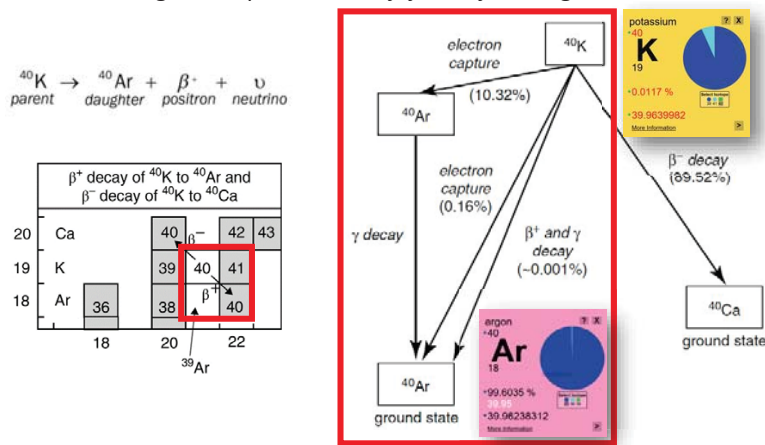 ⁴⁰K → ⁴⁰Ar + β⁺ + υ
parent daughter positron neutrino
β⁺ decay of ⁴⁰K to ⁴⁰Ar and
β⁻ decay of ⁴⁰K to ⁴⁰Ca
20 Ca 40 β⁻ 42 43
19 K 39 40 41
18 Ar 36 38 β⁺ 40
18 20 22
³⁹Ar
⁴⁰K
electron
capture
(10.32%)
⁴⁰Ar
electron
capture
(0.16%)
γ decay
β⁺ and γ
decay
(~0.001%)
β⁻ decay
(89.52%)
⁴⁰Ar
ground state
⁴⁰Ca
ground state
potassium ? X
40
K
19
0.0117 %
39.9639982
More Information >
argon ? X
40
Ar
18
99.6035 %
39.95
39.96238312
More Information >